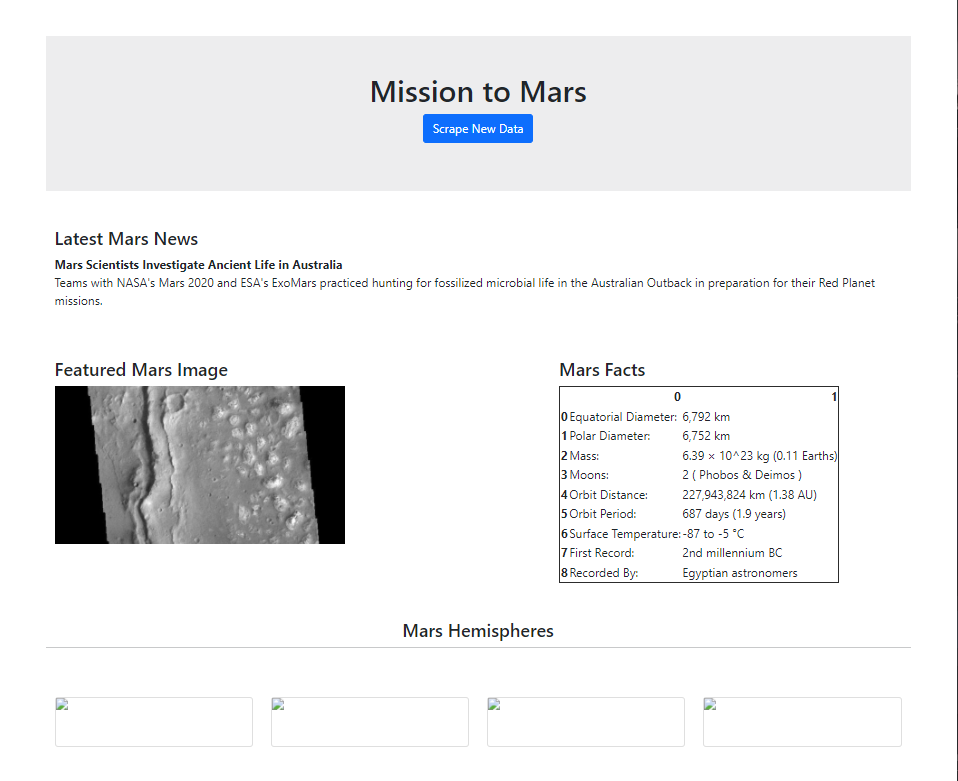 Mission to Mars
Scrape New Data
Latest Mars News
Mars Scientists Investigate Ancient Life in Australia
Teams with NASA's Mars 2020 and ESA's ExoMars practiced hunting for fossilized microbial life in the Australian Outback in preparation for their Red Planet
missions.
Featured Mars Image
Mars Facts
0 1
0 Equatorial Diameter: 6,792 km
1 Polar Diameter: 6,752 km
2 Mass: 6.39 × 10^23 kg (0.11 Earths)
3 Moons: 2 ( Phobos & Deimos )
4 Orbit Distance: 227,943,824 km (1.38 AU)
5 Orbit Period: 687 days (1.9 years)
6 Surface Temperature: -87 to -5 °C
7 First Record: 2nd millennium BC
8 Recorded By: Egyptian astronomers
Mars Hemispheres